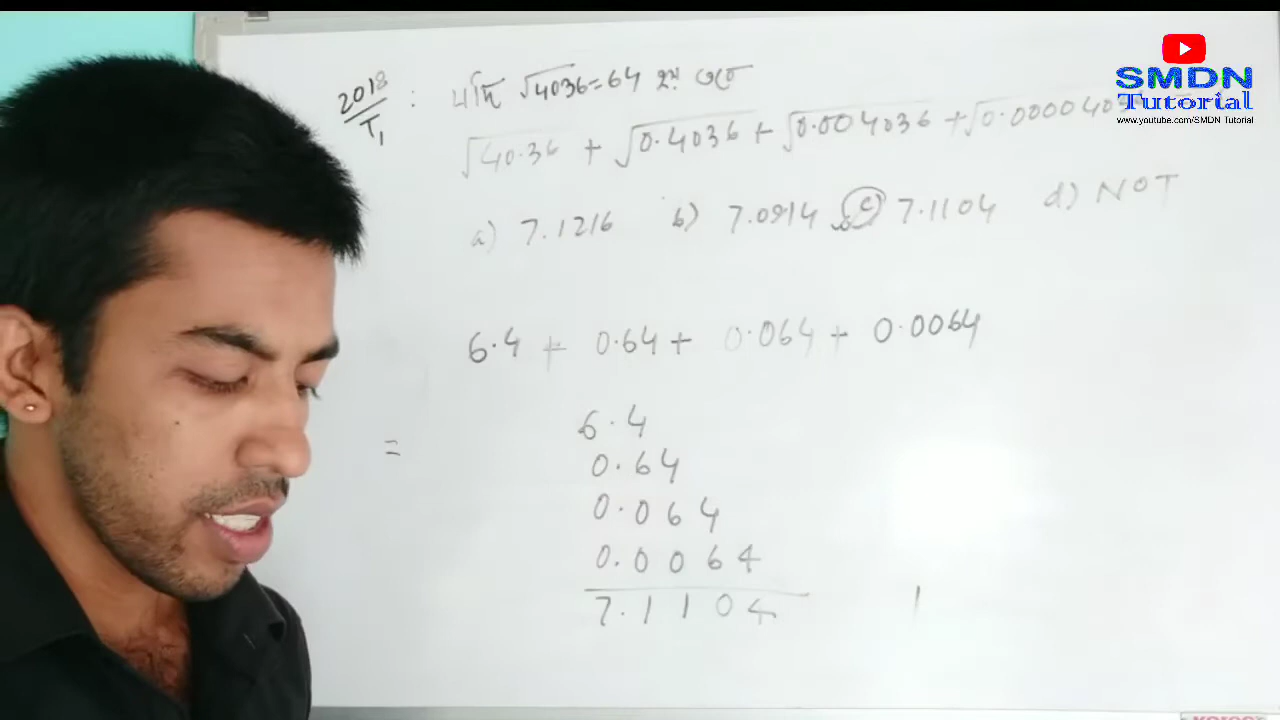 SMDN
Tutorial
www.youtube.com/SMDN Tutorial
2018/T₁ : যদি √4036=64 হয় তবে
√40.36 + √0.4036 + √0.004036 + √0.0000403
a) 7.1216 b) 7.0914 c) 7.1104 d) NOT
6.4 + 0.64 + 0.064 + 0.0064
6.4
=
0.64
0.064
0.0064
7.1104